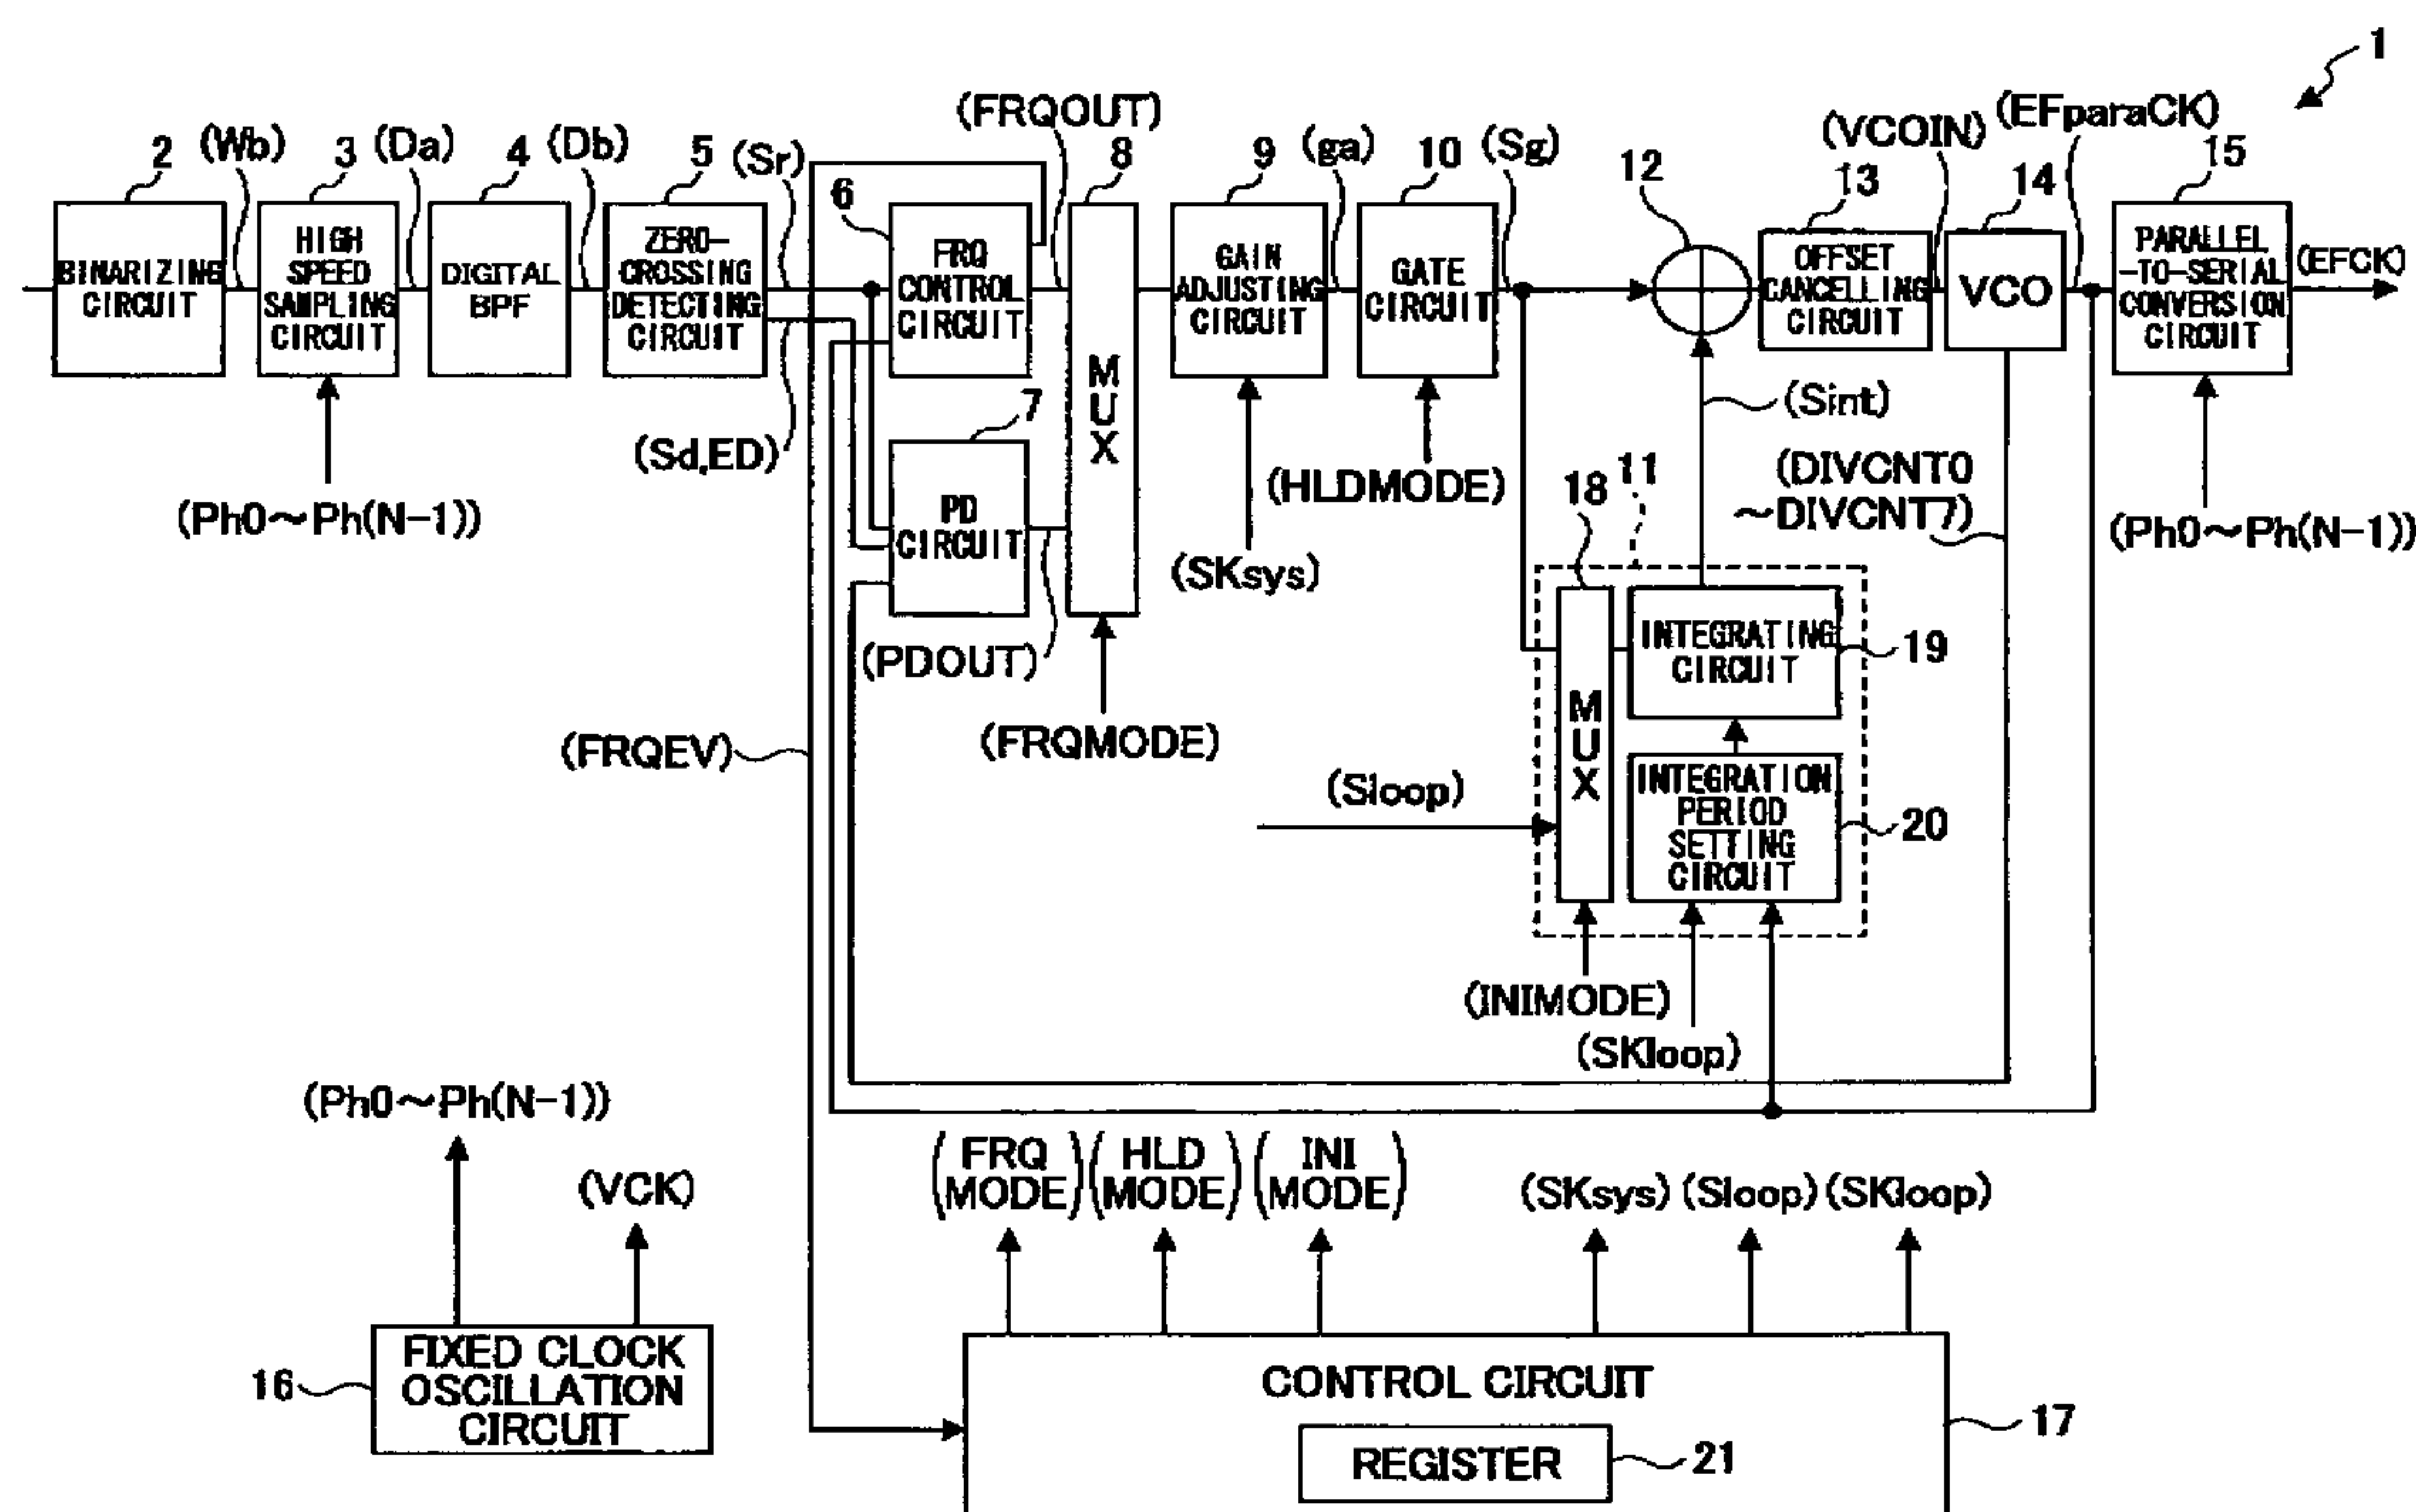 1
(FRQOUT)
(EFparaCK)
(VCOIN)
2 (Wb) 3 (Da) 4 (Db) 5 (Sr) 6 8 9 (ga) 10 (Sg) 12 13 14 15
BINARIZING
CIRCUIT
HIGH
SPEED
SAMPLING
CIRCUIT
DIGITAL
BPF
ZERO-
CROSSING
DETECTING
CIRCUIT
FRQ
CONTROL
CIRCUIT
M
U
X
GAIN
ADJUSTING
CIRCUIT
GATE
CIRCUIT
OFFSET
CANCELLING
CIRCUIT
VCO
PARALLEL
-TO-SERIAL
CONVERSION
CIRCUIT
(EFCK)
(Ph0~Ph(N-1))
(Sd,ED)
7
PD
CIRCUIT
(PDOUT)
(FRQMODE)
(SKsys)
(HLDMODE)
(Sint)
(DIVCNT0
~DIVCNT7)
(Ph0~Ph(N-1))
18 11
M
U
X
INTEGRATING
CIRCUIT
19
INTEGRATION
PERIOD
SETTING
CIRCUIT
20
(Sloop)
(INIMODE)
(SKloop)
(FRQEV)
(Ph0~Ph(N-1))
(VCK)
FIXED CLOCK
OSCILLATION
CIRCUIT
16
(FRQ
MODE)
(HLD
MODE)
(INI
MODE)
(SKsys) (Sloop) (SKloop)
CONTROL CIRCUIT
17
REGISTER
21